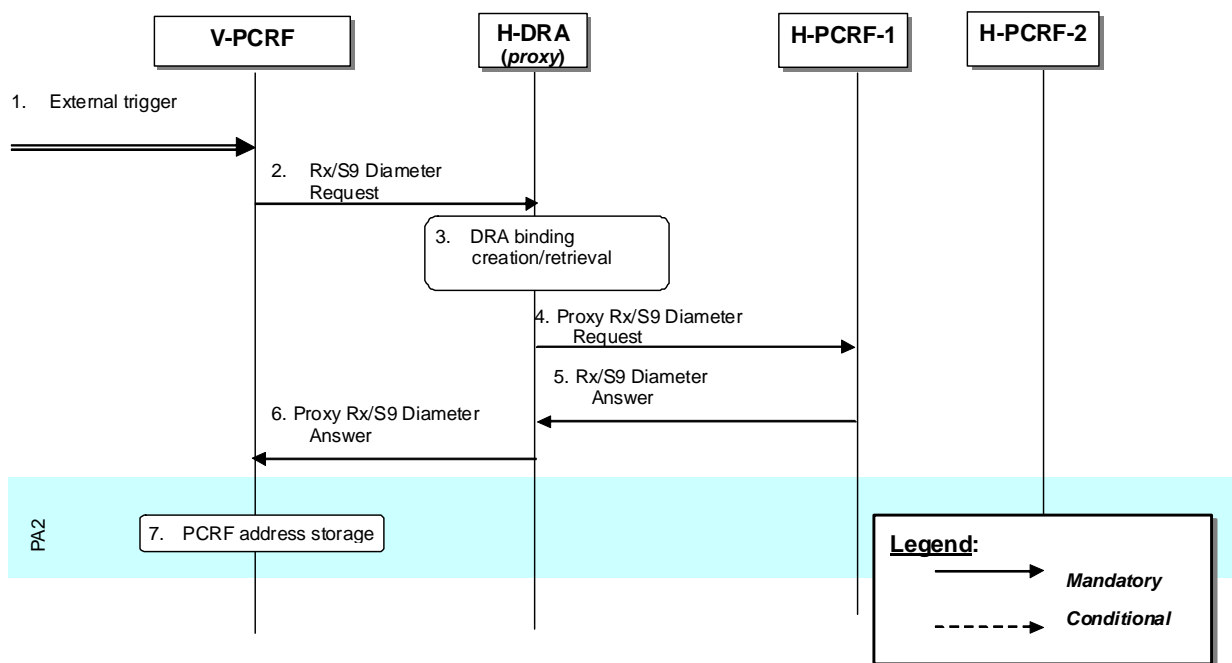 V-PCRF
H-DRA
(proxy)
H-PCRF-1
H-PCRF-2
1. External trigger
2. Rx/S9 Diameter
Request
3. DRA binding
creation/retrieval
4. Proxy Rx/S9 Diameter
Request
5. Rx/S9 Diameter
Answer
6. Proxy Rx/S9 Diameter
Answer
PA2
7. PCRF address storage
Legend:
Mandatory
Conditional